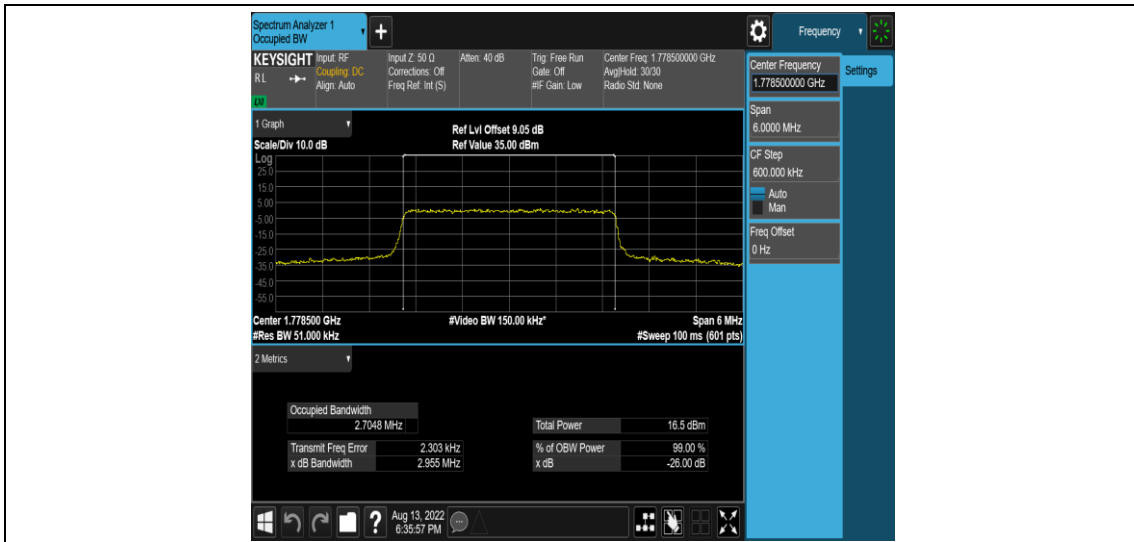 Spectrum Analyzer 1
Occupied BW
+
Frequency
KEYSIGHT
RL
LXI
Input: RF
Coupling: DC
Align: Auto
Input Z: 50 Ω
Corrections: Off
Freq Ref: Int (S)
Atten: 40 dB
Trig: Free Run
Gate: Off
#IF Gain: Low
Center Freq: 1.778500000 GHz
Avg|Hold: 30/30
Radio Std: None
Center Frequency
1.778500000 GHz
Settings
Span
6.0000 MHz
CF Step
600.000 kHz
Auto
Man
Freq Offset
0 Hz
1 Graph
Scale/Div 10.0 dB
Ref Lvl Offset 9.05 dB
Ref Value 35.00 dBm
Log
25.0
15.0
5.00
-5.00
-15.0
-25.0
-35.0
-45.0
-55.0
Center 1.778500 GHz
#Res BW 51.000 kHz
#Video BW 150.00 kHz*
Span 6 MHz
#Sweep 100 ms (601 pts)
2 Metrics
Occupied Bandwidth
2.7048 MHz
Total Power 16.5 dBm
Transmit Freq Error 2.303 kHz
% of OBW Power 99.00 %
x dB Bandwidth 2.955 MHz
x dB -26.00 dB
?
Aug 13, 2022
6:35:57 PM